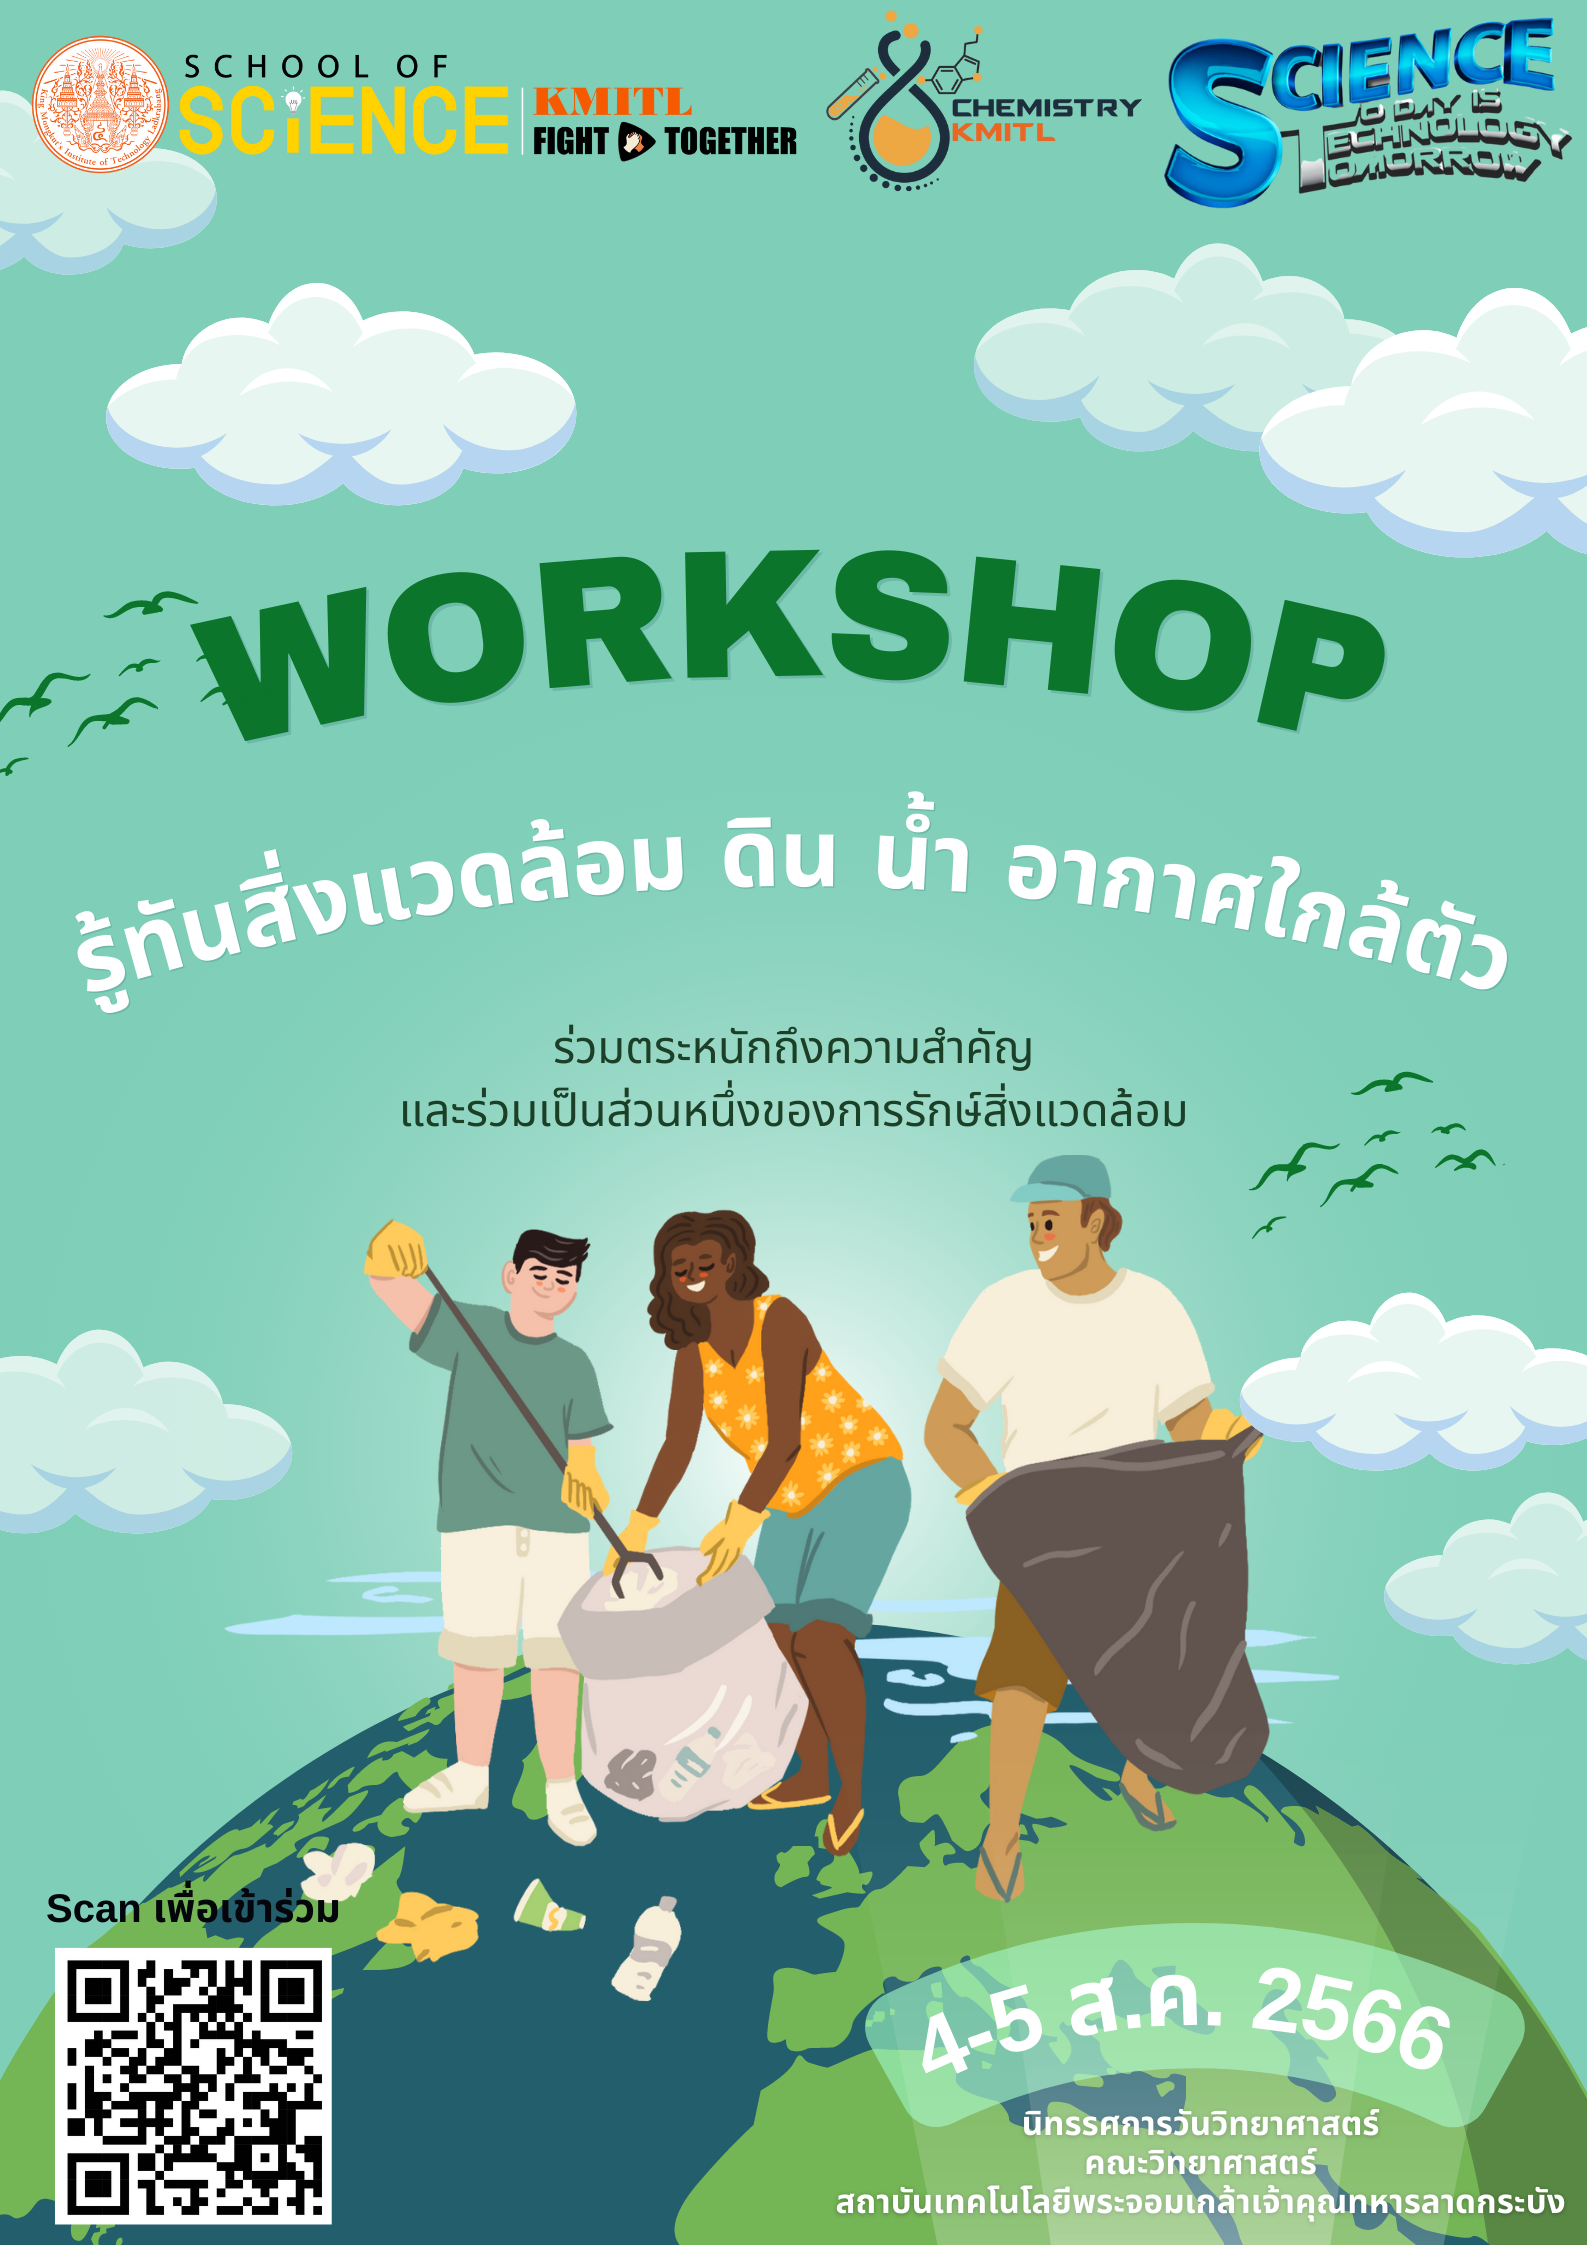 SCHOOL OF
SCiENCE
KMITL
FIGHT TOGETHER
King Mongkut's Institute of Technology Ladkrabang
CHEMISTRY
KMITL
SCIENCE
TO DAY IS
TECHNOLOGY
TOMORROW
WORKSHOP
รู้ทันสิ่งแวดล้อม ดิน น้ำ อากาศใกล้ตัว
ร่วมตระหนักถึงความสำคัญ
และร่วมเป็นส่วนหนึ่งของการรักษ์สิ่งแวดล้อม
Scan เพื่อเข้าร่วม
4-5 ส.ค. 2566
นิทรรศการวันวิทยาศาสตร์
คณะวิทยาศาสตร์
สถาบันเทคโนโลยีพระจอมเกล้าเจ้าคุณทหารลาดกระบัง